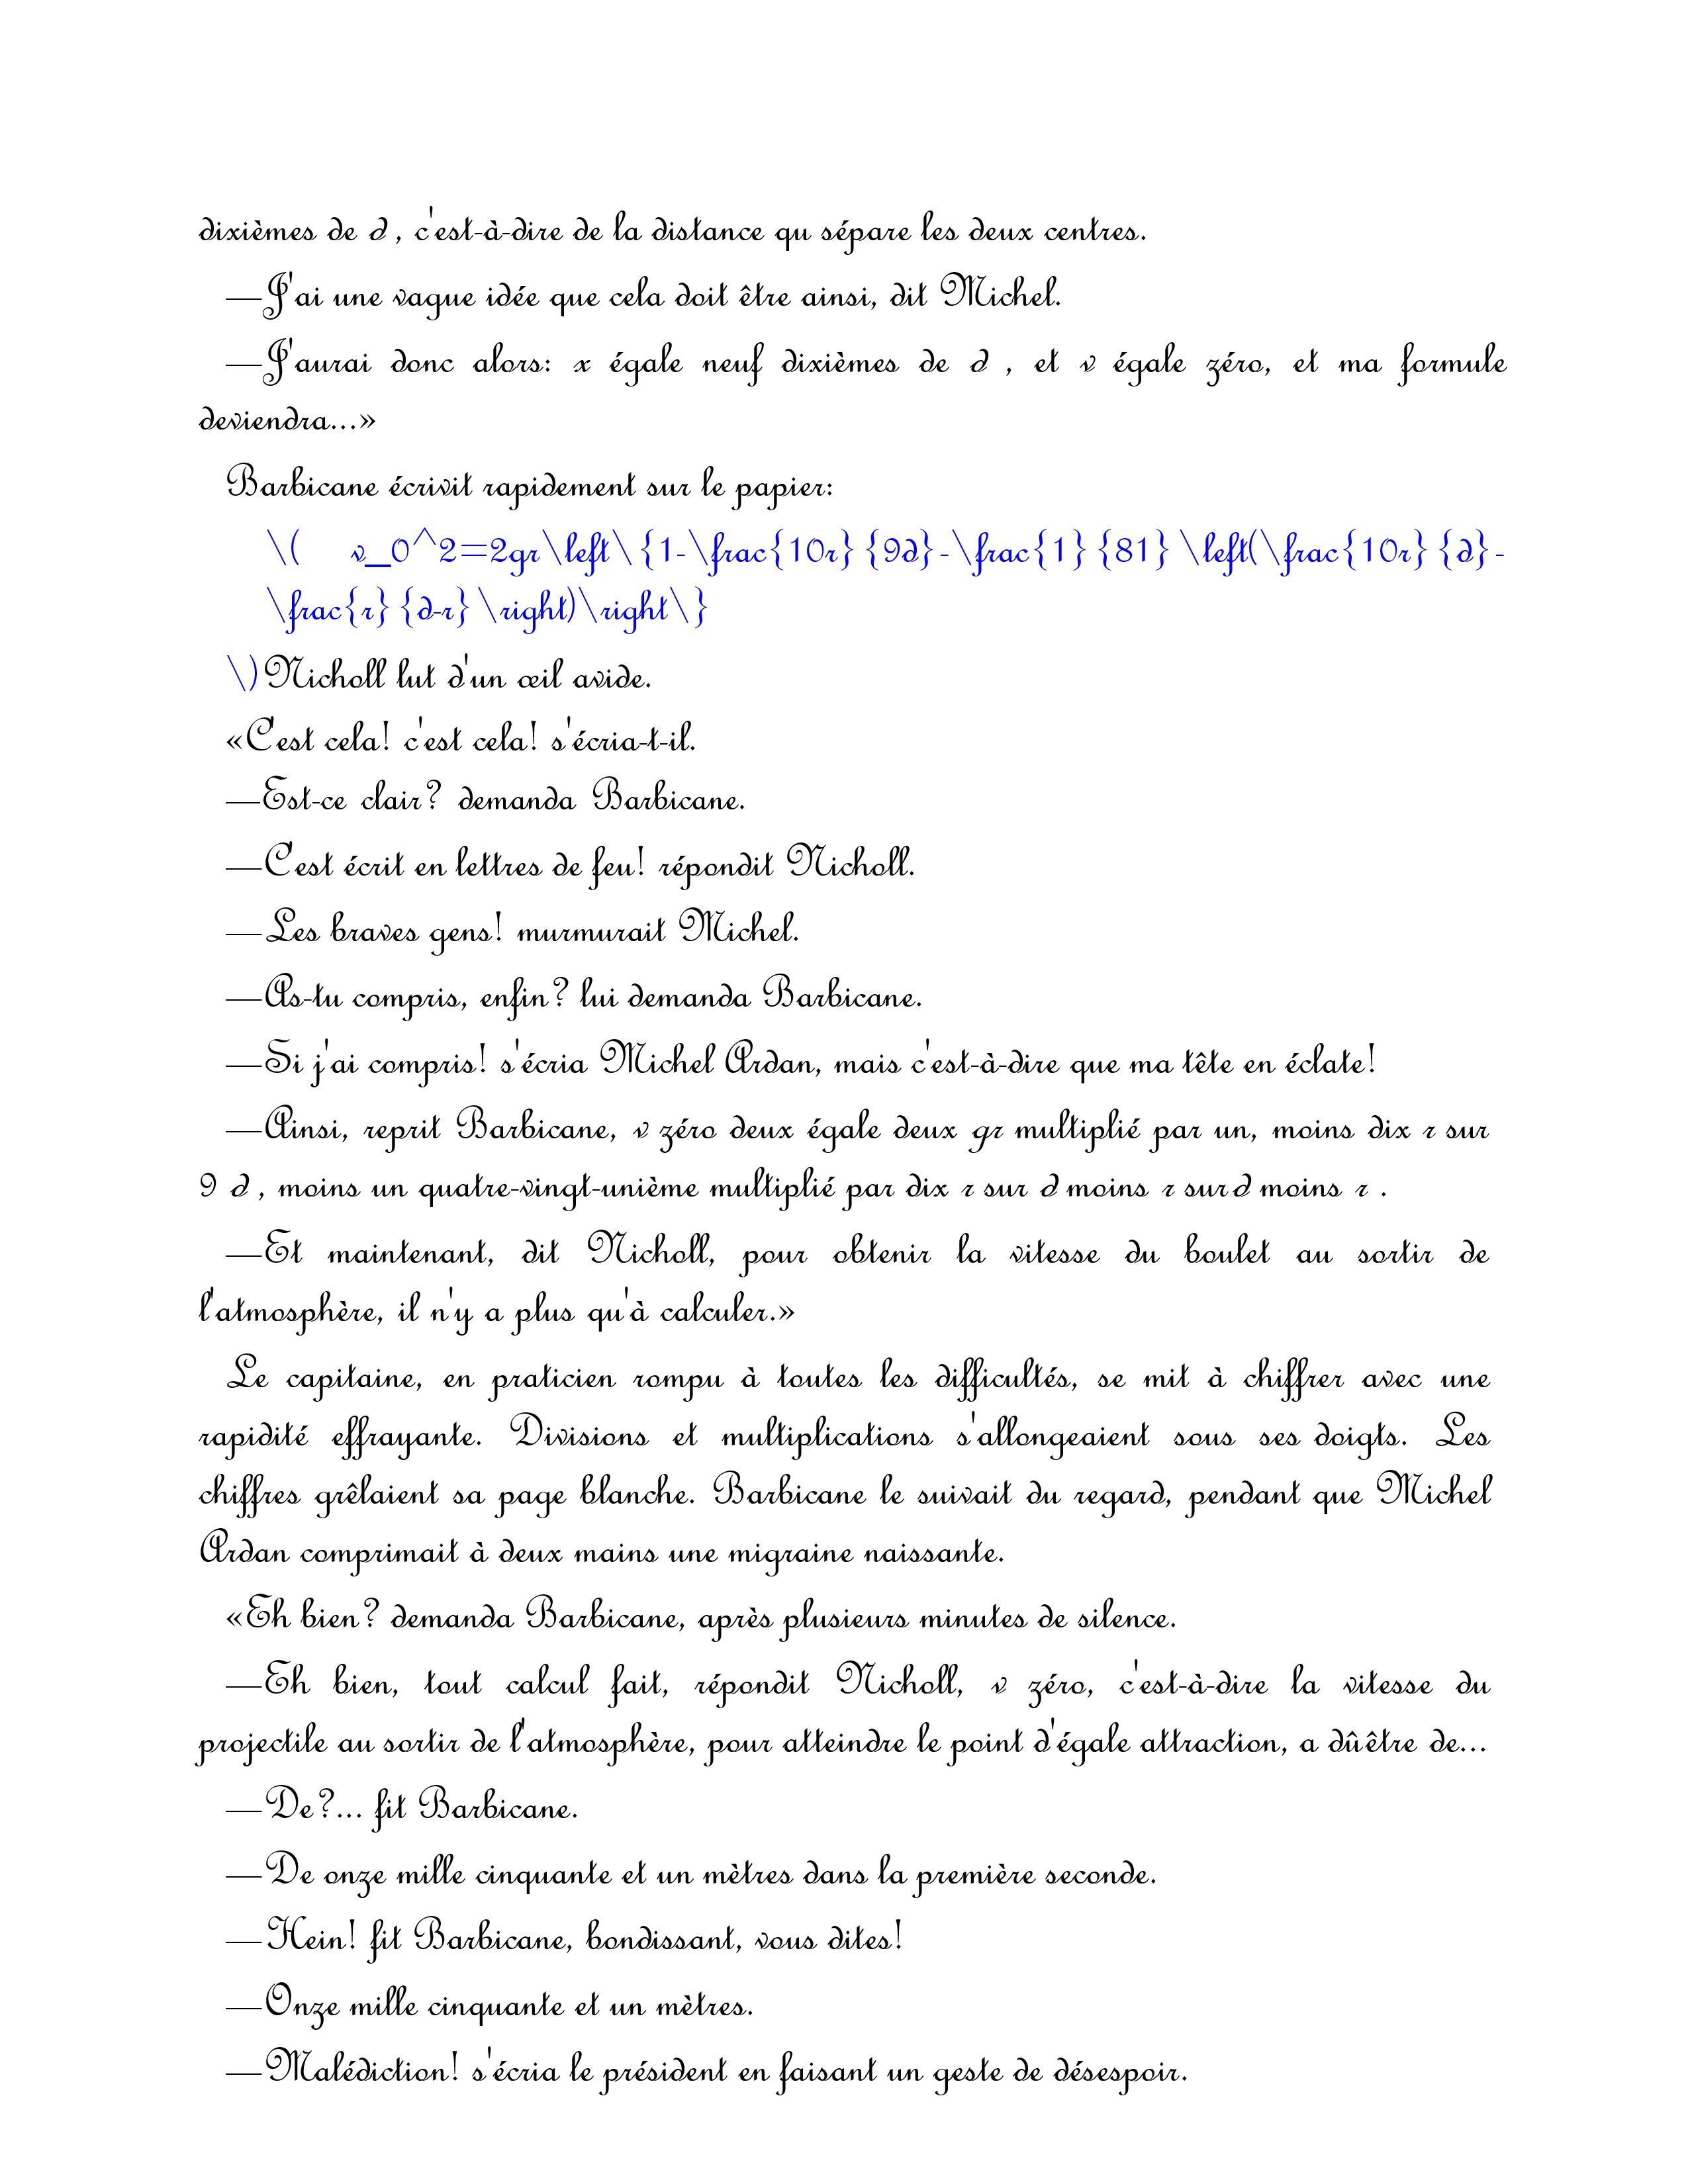 dixièmes de d , c'est-à-dire de la distance qu sépare les deux centres.
—J'ai une vague idée que cela doit être ainsi, dit Michel.
—J'aurai donc alors: x égale neuf dixièmes de d , et v égale zéro, et ma formule
deviendra...»
Barbicane écrivit rapidement sur le papier:
\( v_0^2=2gr\left\{1-\frac{10r} {9d}-\frac{1} {81} \left(\frac{10r} {d}-
\frac{r} {d-r} \right)\right\}
\)Nicholl lut d'un œil avide.
«C'est cela! c'est cela! s'écria-t-il.
—Est-ce clair? demanda Barbicane.
—C'est écrit en lettres de feu! répondit Nicholl.
—Les braves gens! murmurait Michel.
—As-tu compris, enfin? lui demanda Barbicane.
—Si j'ai compris! s'écria Michel Ardan, mais c'est-à-dire que ma tête en éclate!
—Ainsi, reprit Barbicane, v zéro deux égale deux gr multiplié par un, moins dix r sur
9 d , moins un quatre-vingt-unième multiplié par dix r sur d moins r sur d moins r .
—Et maintenant, dit Nicholl, pour obtenir la vitesse du boulet au sortir de
l'atmosphère, il n'y a plus qu'à calculer.»
Le capitaine, en praticien rompu à toutes les difficultés, se mit à chiffrer avec une
rapidité effrayante. Divisions et multiplications s'allongeaient sous ses doigts. Les
chiffres grêlaient sa page blanche. Barbicane le suivait du regard, pendant que Michel
Ardan comprimait à deux mains une migraine naissante.
«Eh bien? demanda Barbicane, après plusieurs minutes de silence.
—Eh bien, tout calcul fait, répondit Nicholl, v zéro, c'est-à-dire la vitesse du
projectile au sortir de l'atmosphère, pour atteindre le point d'égale attraction, a dû être de...
—De?... fit Barbicane.
—De onze mille cinquante et un mètres dans la première seconde.
—Hein! fit Barbicane, bondissant, vous dites!
—Onze mille cinquante et un mètres.
—Malédiction! s'écria le président en faisant un geste de désespoir.